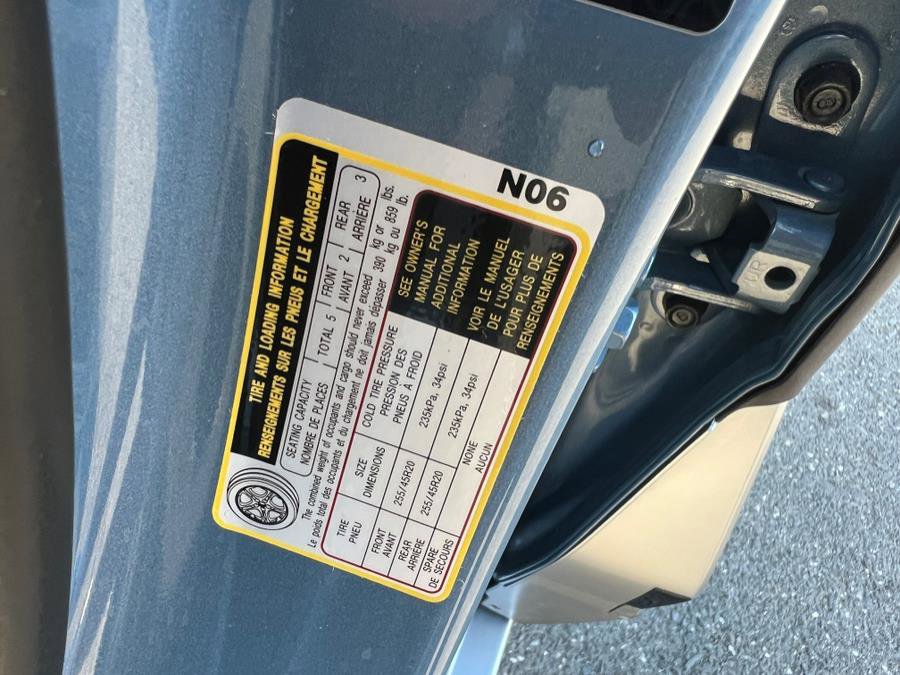 N06
TIRE AND LOADING INFORMATION
RENSEIGNEMENTS SUR LES PNEUS ET LE CHARGEMENT
SEATING CAPACITY
NOMBRE DE PLACES
TOTAL 5
FRONT
AVANT 2
REAR
ARRIÈRE 3
The combined weight of occupants and cargo should never exceed 390 kg or 859 lbs.
Le poids total des occupants et du chargement ne doit jamais dépasser 390 kg ou 859 lb.
TIRE
PNEU
SIZE
DIMENSIONS
COLD TIRE PRESSURE
PRESSION DES
PNEUS A FROID
FRONT
AVANT
255/45R20
235kPa, 34psi
REAR
ARRIERE
255/45R20
235kPa, 34psi
SPARE
DE SECOURS
NONE
AUCUN
SEE OWNER'S
MANUAL FOR
ADDITIONAL
INFORMATION
VOIR LE MANUEL
DE L'USAGER
POUR PLUS DE
RENSEIGNEMENTS